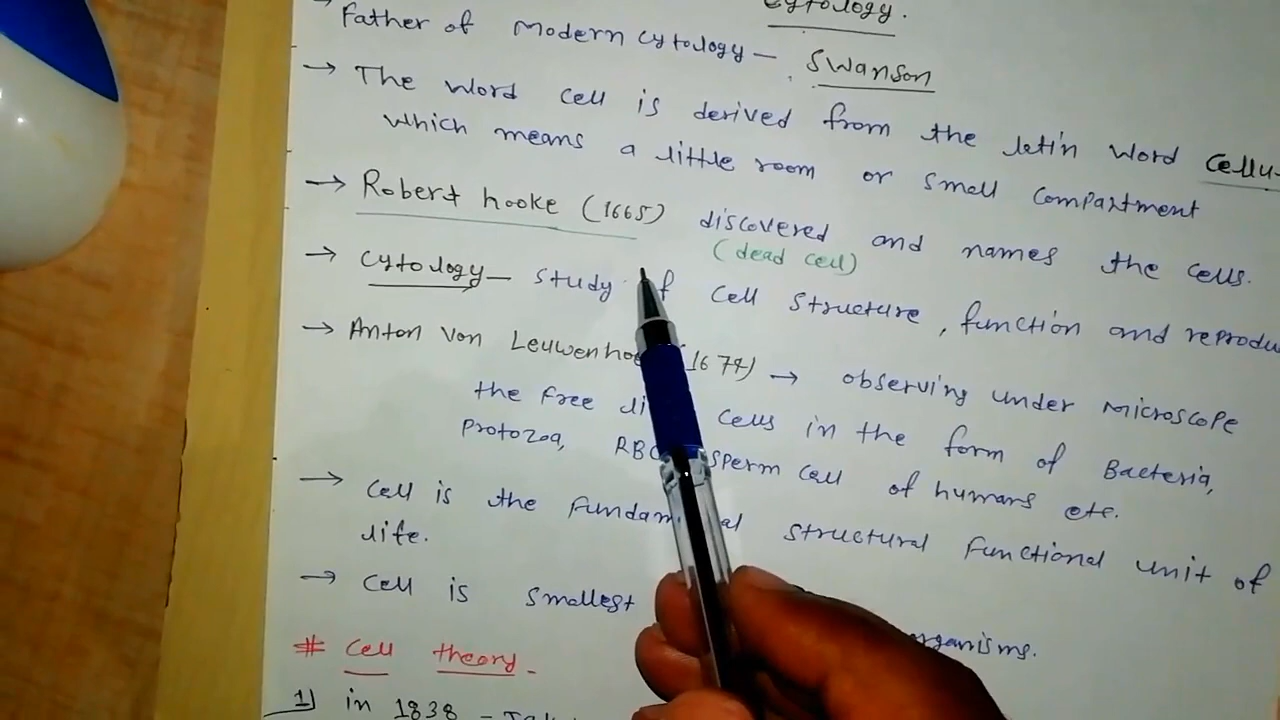 Cytology.
Father of Modern Cytology – Swanson
→ The word cell is derived from the letin word Cellu-
which means a little room or small compartment
→ Robert hooke (1665) discovered and names the cells.
(dead cell)
→ Cytology – study of cell structure, function and reprodu
→ Anton Von Leuwenhoe (1674) → observing under microscope
the free cells in the form of Bacteria,
Protozoa, RBC sperm cell of humans etc.
→ Cell is the fundam al structural functional unit of
life.
→ Cell is smallest organisms.
# Cell theory -
1) in 1838 -